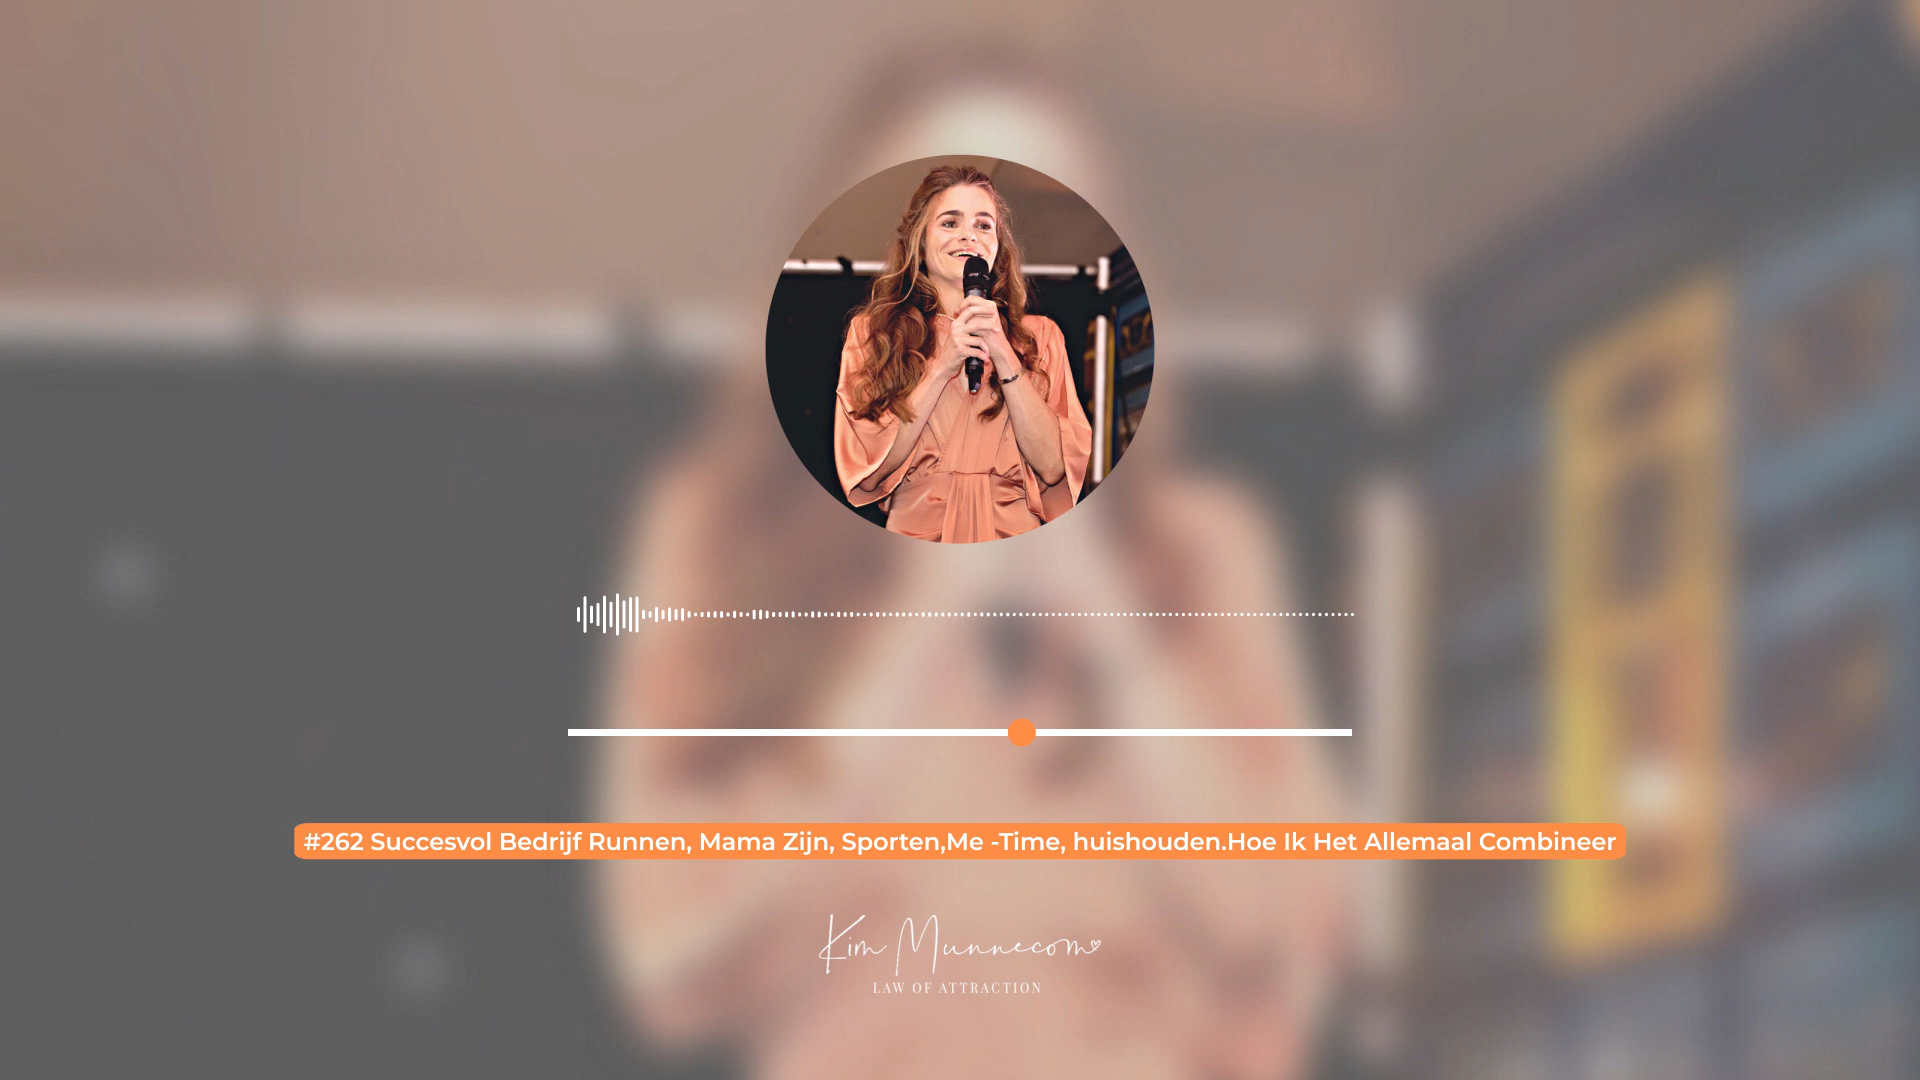 #262 Succesvol Bedrijf Runnen, Mama Zijn, Sporten,Me -Time, huishouden.Hoe Ik Het Allemaal Combineer
Kim Munnecom
LAW OF ATTRACTION